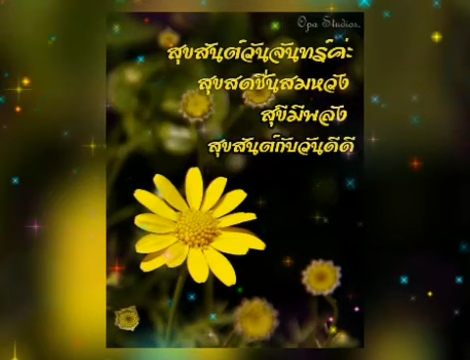 Opa Studios.
สุขสันต์วันจันทร์ค่ะ
สุขสดชื่นสมหวัง
สุขีมีพลัง
สุขสันต์กับวันดีดี